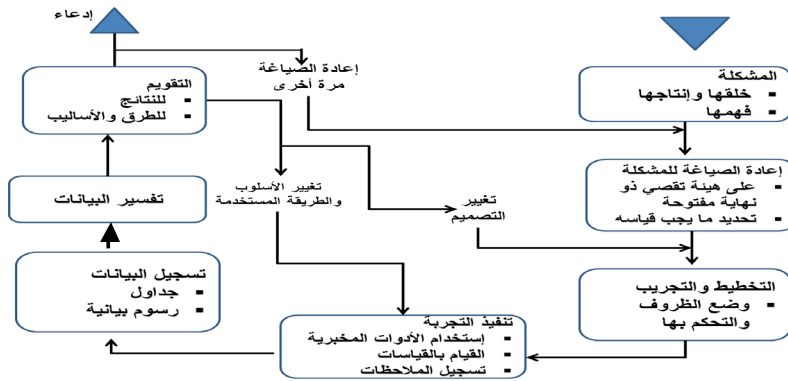 إدعاء
المشكلة
▪ خلقها وإنتاجها
▪ فهمها
إعادة الصياغة
مرة أخرى
التقويم
▪ للنتائج
▪ للطرق والأساليب
إعادة الصياغة للمشكلة
▪ على هيئة تقصي ذو
نهاية مفتوحة
▪ تحديد ما يجب قياسه
تغيير الأسلوب
والطريقة المستخدمة
تغيير
التصميم
تفسير البيانات
التخطيط والتجريب
▪ وضع الظروف
والتحكم بها
تسجيل البيانات
▪ جداول
▪ رسوم بيانية
تنفيذ التجربة
▪ إستخدام الأدوات المخبرية
▪ القيام بالقياسات
▪ تسجيل الملاحظات